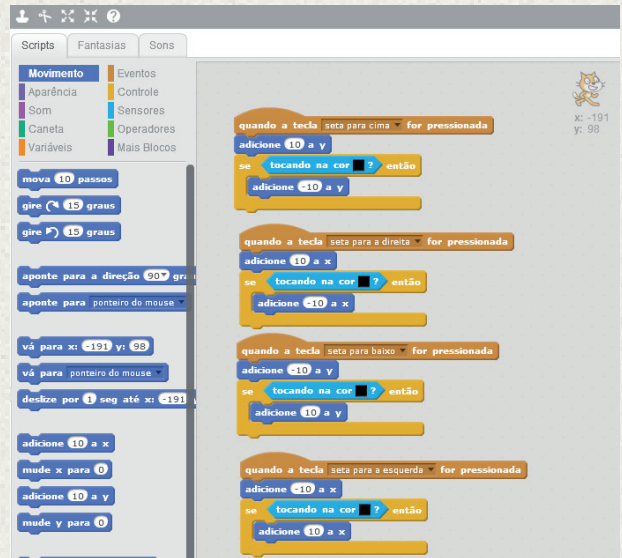 Scripts Fantasias Sons
Movimento Eventos
Aparência Controle
Som Sensores
Caneta Operadores
Variáveis Mais Blocos
mova 10 passos
gire 15 graus
gire 15 graus
aponte para a direção 90 gra
aponte para ponteiro do mouse
vá para x: -191 y: 98
vá para ponteiro do mouse
deslize por 1 seg até x: -191
adicione 10 a x
mude x para 0
adicione 10 a y
mude y para 0
x: -191
y: 98
quando a tecla seta para cima for pressionada
adicione 10 a y
se tocando na cor ? então
adicione -10 a y
quando a tecla seta para a direita for pressionada
adicione 10 a x
se tocando na cor ? então
adicione -10 a x
quando a tecla seta para baixo for pressionada
adicione -10 a y
se tocando na cor ? então
adicione 10 a y
quando a tecla seta para a esquerda for pressionada
adicione -10 a x
se tocando na cor ? então
adicione 10 a x